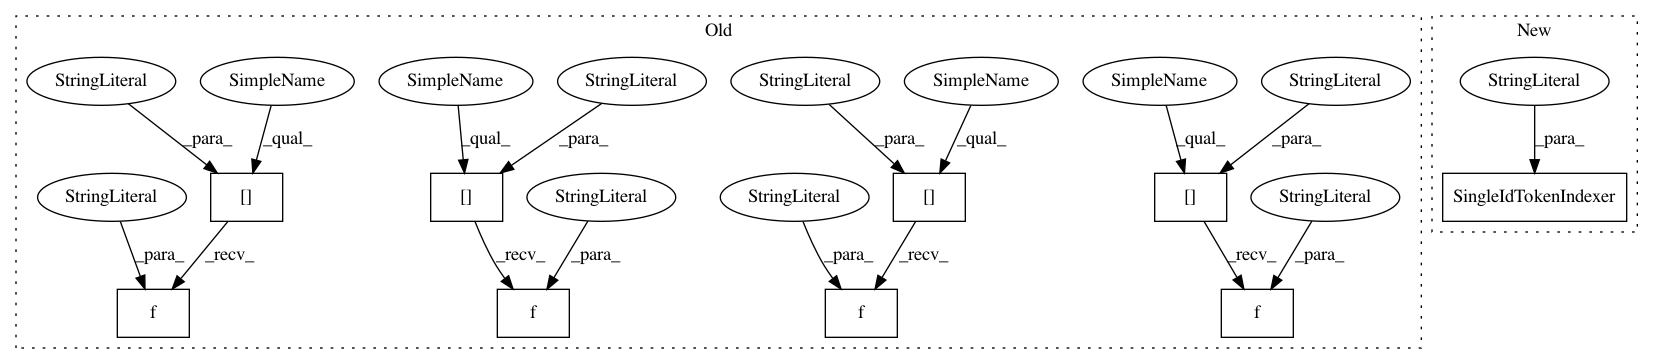 Old
New
StringLiteral SimpleName SimpleName StringLiteral StringLiteral SimpleName SimpleName StringLiteral StringLiteral
_para_ _qual_ _qual_ _para_ _para_ _qual_ _qual_ _para_ _para_
StringLiteral [] [] StringLiteral StringLiteral [] [] StringLiteral SingleIdTokenIndexer
_para_ _recv_ _recv_ _para_ _para_ _recv_ _recv_ _para_
f f f f